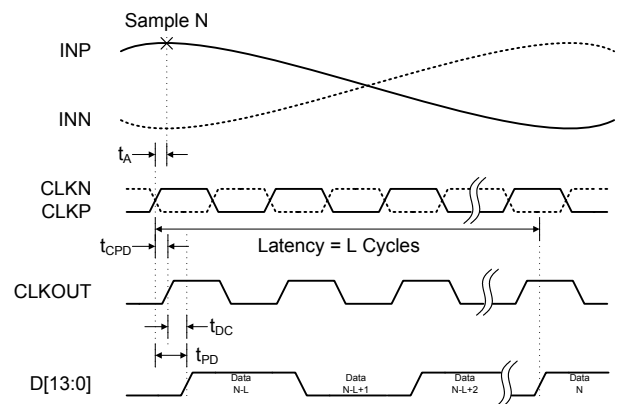 Sample N
INP
INN
tA
CLKN
CLKP
tCPD
Latency = L Cycles
CLKOUT
tDC
tPD
D[13:0]
Data
N-L
Data
N-L+1
Data
N-L+2
Data
N